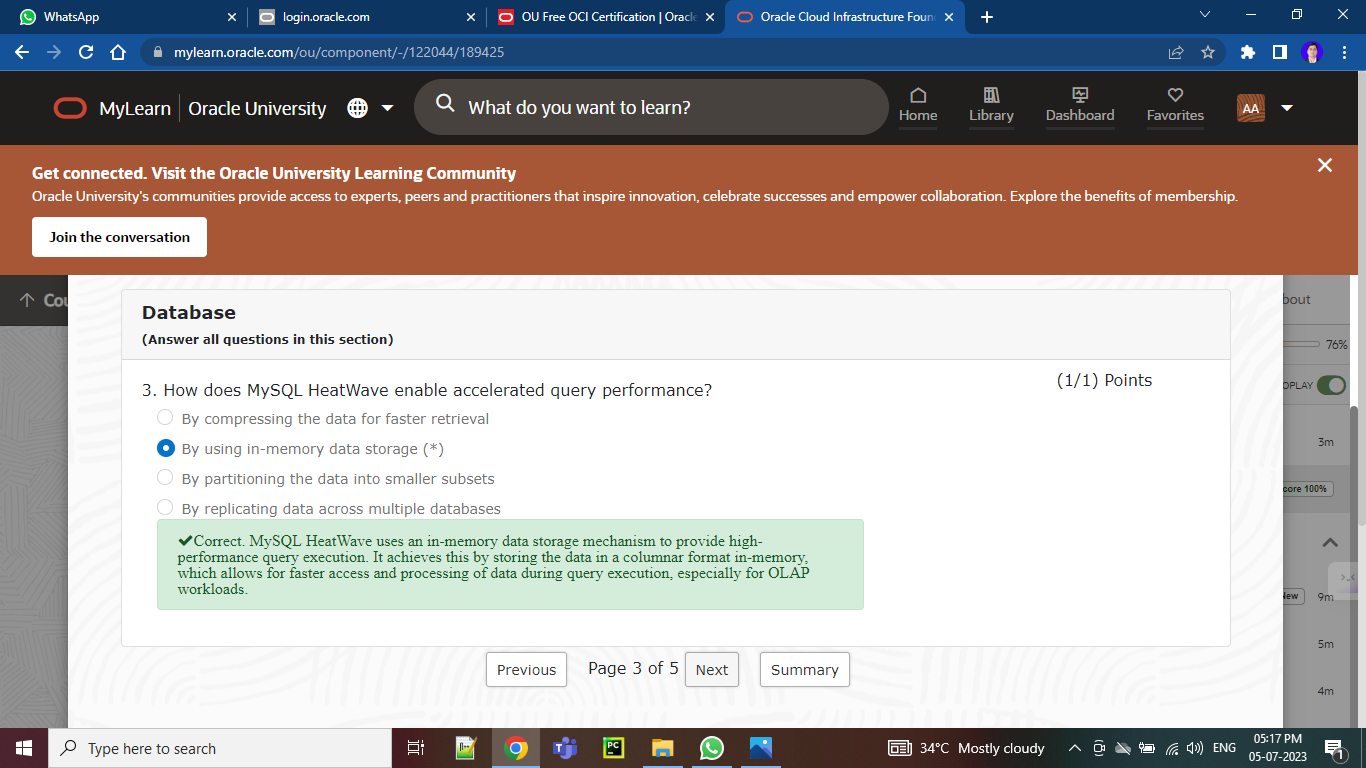 WhatsApp
login.oracle.com
OU Free OCI Certification | Oracle
Oracle Cloud Infrastructure Foun
mylearn.oracle.com/ou/component/-/122044/189425
MyLearn | Oracle University
What do you want to learn?
Home
Library
Dashboard
Favorites
AA
Get connected. Visit the Oracle University Learning Community
Oracle University's communities provide access to experts, peers and practitioners that inspire innovation, celebrate successes and empower collaboration. Explore the benefits of membership.
Join the conversation
Cou
bout
Database
(Answer all questions in this section)
76%
3. How does MySQL HeatWave enable accelerated query performance?
(1/1) Points
OPLAY
By compressing the data for faster retrieval
By using in-memory data storage (*)
3m
By partitioning the data into smaller subsets
core 100%
By replicating data across multiple databases
✔Correct. MySQL HeatWave uses an in-memory data storage mechanism to provide high-
performance query execution. It achieves this by storing the data in a columnar format in-memory,
which allows for faster access and processing of data during query execution, especially for OLAP
workloads.
New
9m
5m
Previous
Page 3 of 5
Next
Summary
4m
Type here to search
PC
34°C Mostly cloudy
ENG
05:17 PM
05-07-2023
1